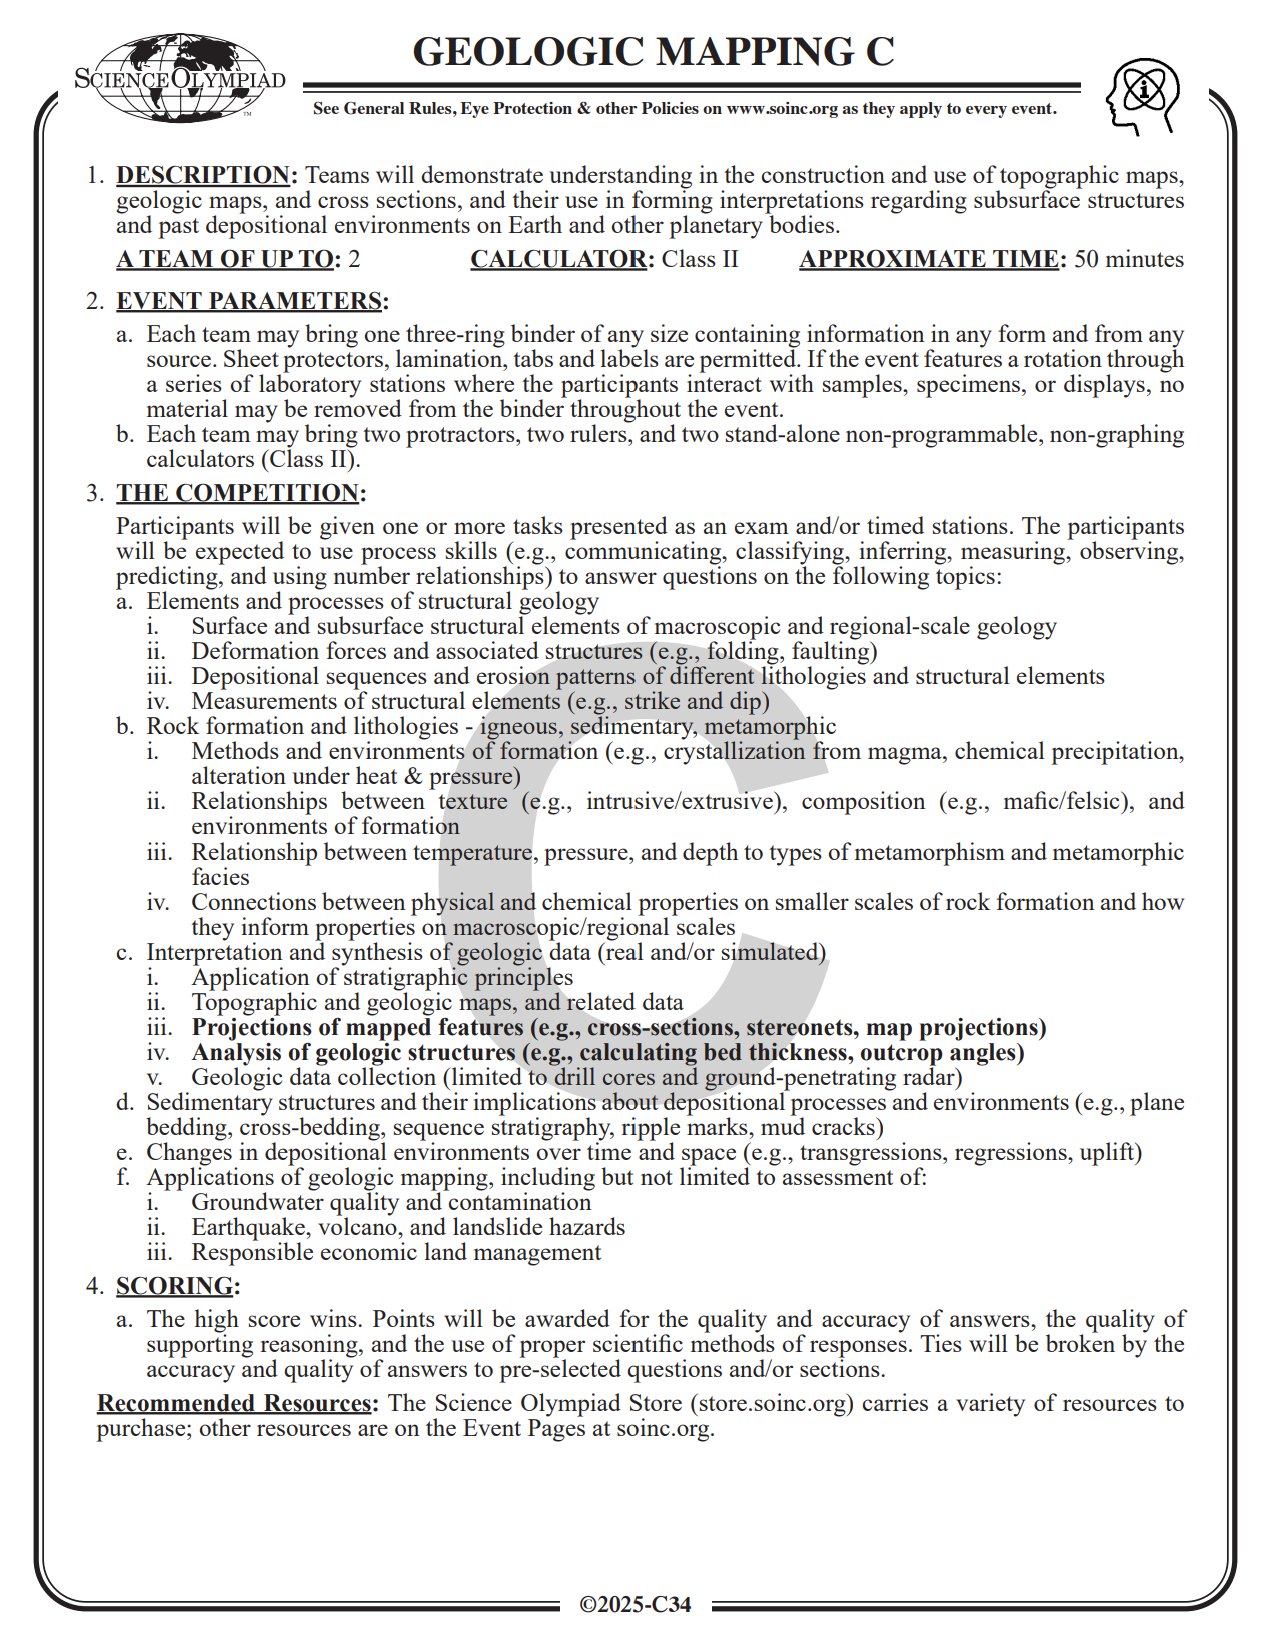 GEOLOGIC MAPPING C
SCIENCE OLYMPIAD
TM
See General Rules, Eye Protection & other Policies on www.soinc.org as they apply to every event.
1. DESCRIPTION: Teams will demonstrate understanding in the construction and use of topographic maps,
geologic maps, and cross sections, and their use in forming interpretations regarding subsurface structures
and past depositional environments on Earth and other planetary bodies.
A TEAM OF UP TO: 2 CALCULATOR: Class II APPROXIMATE TIME: 50 minutes
2. EVENT PARAMETERS:
a. Each team may bring one three-ring binder of any size containing information in any form and from any
source. Sheet protectors, lamination, tabs and labels are permitted. If the event features a rotation through
a series of laboratory stations where the participants interact with samples, specimens, or displays, no
material may be removed from the binder throughout the event.
b. Each team may bring two protractors, two rulers, and two stand-alone non-programmable, non-graphing
calculators (Class II).
3. THE COMPETITION:
Participants will be given one or more tasks presented as an exam and/or timed stations. The participants
will be expected to use process skills (e.g., communicating, classifying, inferring, measuring, observing,
predicting, and using number relationships) to answer questions on the following topics:
a. Elements and processes of structural geology
i. Surface and subsurface structural elements of macroscopic and regional-scale geology
ii. Deformation forces and associated structures (e.g., folding, faulting)
iii. Depositional sequences and erosion patterns of different lithologies and structural elements
iv. Measurements of structural elements (e.g., strike and dip)
b. Rock formation and lithologies - igneous, sedimentary, metamorphic
i. Methods and environments of formation (e.g., crystallization from magma, chemical precipitation,
alteration under heat & pressure)
ii. Relationships between texture (e.g., intrusive/extrusive), composition (e.g., mafic/felsic), and
environments of formation
iii. Relationship between temperature, pressure, and depth to types of metamorphism and metamorphic
facies
iv. Connections between physical and chemical properties on smaller scales of rock formation and how
they inform properties on macroscopic/regional scales
c. Interpretation and synthesis of geologic data (real and/or simulated)
i. Application of stratigraphic principles
ii. Topographic and geologic maps, and related data
iii. Projections of mapped features (e.g., cross-sections, stereonets, map projections)
iv. Analysis of geologic structures (e.g., calculating bed thickness, outcrop angles)
v. Geologic data collection (limited to drill cores and ground-penetrating radar)
d. Sedimentary structures and their implications about depositional processes and environments (e.g., plane
bedding, cross-bedding, sequence stratigraphy, ripple marks, mud cracks)
e. Changes in depositional environments over time and space (e.g., transgressions, regressions, uplift)
f. Applications of geologic mapping, including but not limited to assessment of:
i. Groundwater quality and contamination
ii. Earthquake, volcano, and landslide hazards
iii. Responsible economic land management
4. SCORING:
a. The high score wins. Points will be awarded for the quality and accuracy of answers, the quality of
supporting reasoning, and the use of proper scientific methods of responses. Ties will be broken by the
accuracy and quality of answers to pre-selected questions and/or sections.
Recommended Resources: The Science Olympiad Store (store.soinc.org) carries a variety of resources to
purchase; other resources are on the Event Pages at soinc.org.
C
©2025-C34